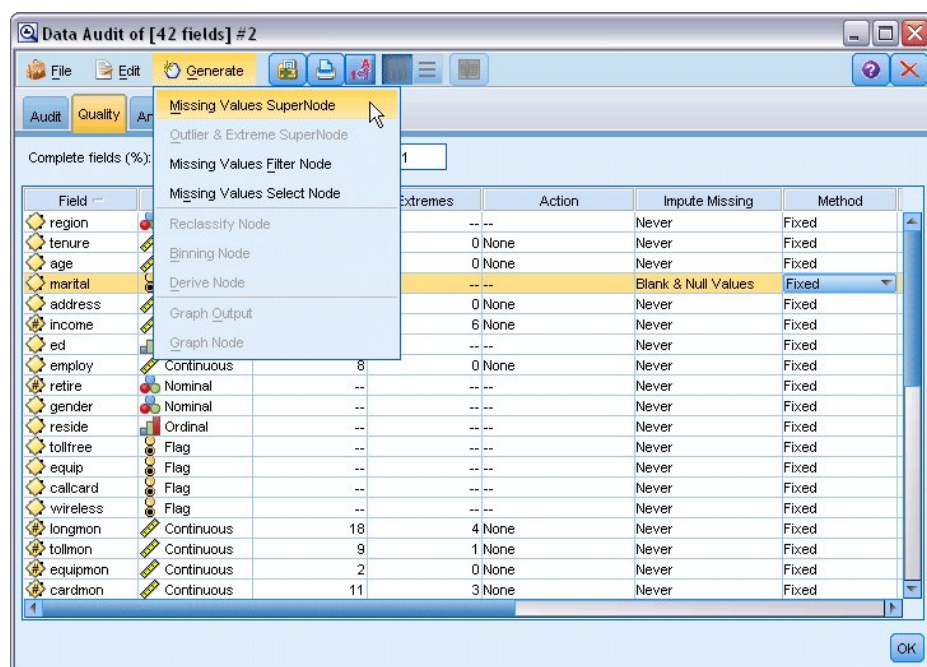 Data Audit of [42 fields] #2
File Edit Generate
Audit Quality An
Missing Values SuperNode
Outlier & Extreme SuperNode
Missing Values Filter Node
Missing Values Select Node
Reclassify Node
Binning Node
Derive Node
Graph Output
Graph Node
Complete fields (%):
Field Extremes Action Impute Missing Method
region -- -- Never Fixed
tenure 0 None Never Fixed
age 0 None Never Fixed
marital -- -- Blank & Null Values Fixed
address 0 None Never Fixed
income 6 None Never Fixed
ed -- -- Never Fixed
employ Continuous 8 0 None Never Fixed
retire Nominal -- -- -- Never Fixed
gender Nominal -- -- -- Never Fixed
reside Ordinal -- -- -- Never Fixed
tollfree Flag -- -- -- Never Fixed
equip Flag -- -- -- Never Fixed
callcard Flag -- -- -- Never Fixed
wireless Flag -- -- -- Never Fixed
longmon Continuous 18 4 None Never Fixed
tollmon Continuous 9 1 None Never Fixed
equipmon Continuous 2 0 None Never Fixed
cardmon Continuous 11 3 None Never Fixed
OK